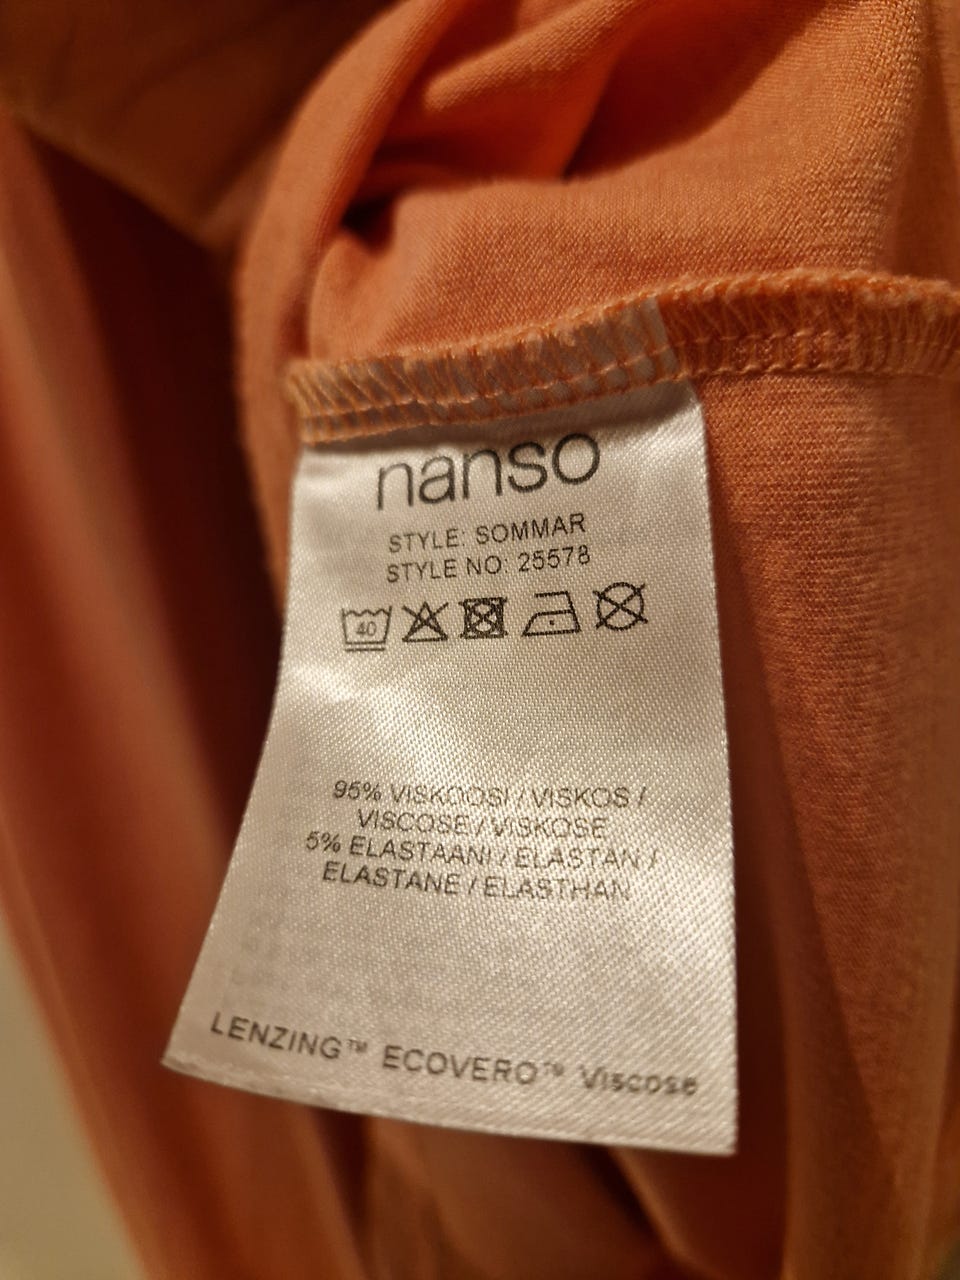 nanso
STYLE: SOMMAR
STYLE NO: 25578
40
95% VISKOOSI / VISKOS /
VISCOSE / VISKOSE
5% ELASTAANI / ELASTAN /
ELASTANE / ELASTHAN
LENZING™ ECOVERO™ Viscose